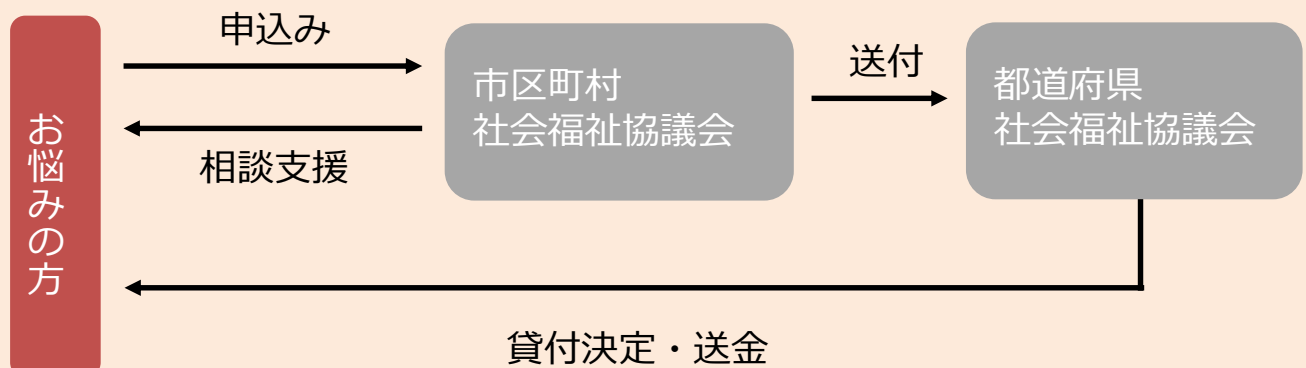 お悩みの方
申込み
相談支援
市区町村
社会福祉協議会
送付
都道府県
社会福祉協議会
貸付決定・送金